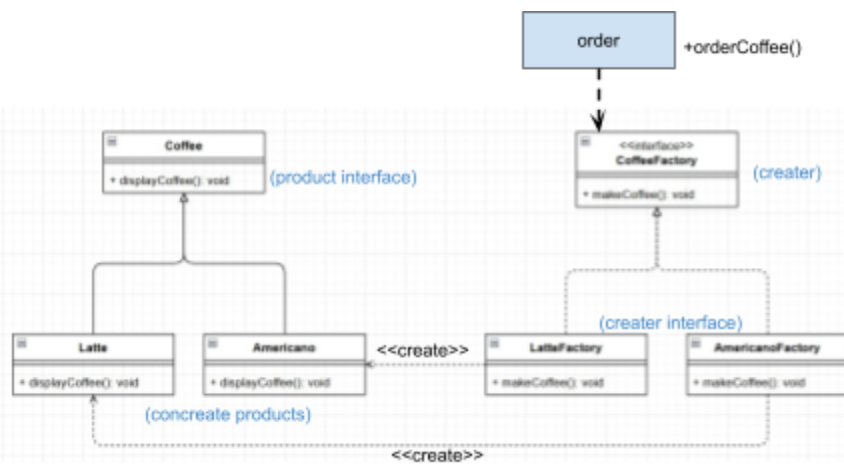 order
+orderCoffee()
Coffee
+ displayCoffee(): void
(product interface)
<<interface>>
CoffeeFactory
+ makeCoffee(): void
(creater)
Latte
+ displayCoffee(): void
Americano
+ displayCoffee(): void
(concreate products)
<<create>>
(creater interface)
LatteFactory
+ makeCoffee(): void
AmericanoFactory
+ makeCoffee(): void
<<create>>